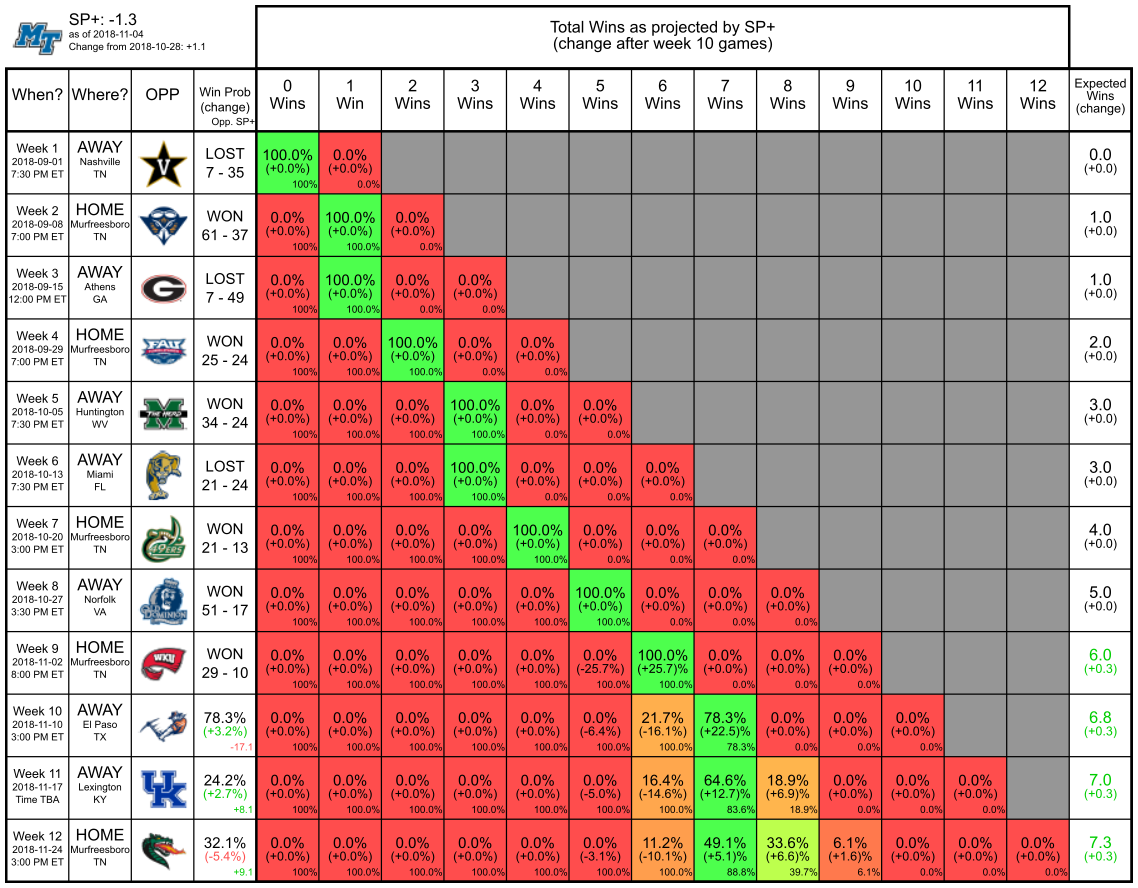 MT
SP+: -1.3
as of 2018-11-04
Change from 2018-10-28: +1.1
Total Wins as projected by SP+
(change after week 10 games)
When? Where? OPP Win Prob (change) Opp. SP+ 0 Wins 1 Win 2 Wins 3 Wins 4 Wins 5 Wins 6 Wins 7 Wins 8 Wins 9 Wins 10 Wins 11 Wins 12 Wins Expected Wins (change)
Week 1 AWAY LOST 100.0% 0.0% 0.0
2018-09-01 Nashville V 7 - 35 (+0.0%) (+0.0%) (+0.0)
7:30 PM ET TN 100% 0.0%
Week 2 HOME WON 0.0% 100.0% 0.0% 1.0
2018-09-08 Murfreesboro 61 - 37 (+0.0%) (+0.0%) (+0.0%) (+0.0)
7:00 PM ET TN 100% 100.0% 0.0%
Week 3 AWAY LOST 0.0% 100.0% 0.0% 0.0% 1.0
2018-09-15 Athens G 7 - 49 (+0.0%) (+0.0%) (+0.0%) (+0.0%) (+0.0)
12:00 PM ET GA 100% 100.0% 0.0% 0.0%
Week 4 HOME WON 0.0% 0.0% 100.0% 0.0% 0.0% 2.0
2018-09-29 Murfreesboro FAU 25 - 24 (+0.0%) (+0.0%) (+0.0%) (+0.0%) (+0.0%) (+0.0)
7:00 PM ET TN 100% 100.0% 100.0% 0.0% 0.0%
Week 5 AWAY WON 0.0% 0.0% 0.0% 100.0% 0.0% 0.0% 3.0
2018-10-05 Huntington M THE HERD 34 - 24 (+0.0%) (+0.0%) (+0.0%) (+0.0%) (+0.0%) (+0.0%) (+0.0)
7:30 PM ET WV 100% 100.0% 100.0% 100.0% 0.0% 0.0%
Week 6 AWAY LOST 0.0% 0.0% 0.0% 100.0% 0.0% 0.0% 0.0% 3.0
2018-10-13 Miami 21 - 24 (+0.0%) (+0.0%) (+0.0%) (+0.0%) (+0.0%) (+0.0%) (+0.0%) (+0.0)
7:30 PM ET FL 100% 100.0% 100.0% 100.0% 0.0% 0.0% 0.0%
Week 7 HOME WON 0.0% 0.0% 0.0% 0.0% 100.0% 0.0% 0.0% 0.0% 4.0
2018-10-20 Murfreesboro 49ERS 21 - 13 (+0.0%) (+0.0%) (+0.0%) (+0.0%) (+0.0%) (+0.0%) (+0.0%) (+0.0%) (+0.0)
3:00 PM ET TN 100% 100.0% 100.0% 100.0% 100.0% 0.0% 0.0% 0.0%
Week 8 AWAY WON 0.0% 0.0% 0.0% 0.0% 0.0% 100.0% 0.0% 0.0% 0.0% 5.0
2018-10-27 Norfolk OLD DOMINION 51 - 17 (+0.0%) (+0.0%) (+0.0%) (+0.0%) (+0.0%) (+0.0%) (+0.0%) (+0.0%) (+0.0%) (+0.0)
3:30 PM ET VA 100% 100.0% 100.0% 100.0% 100.0% 100.0% 0.0% 0.0% 0.0%
Week 9 HOME WON 0.0% 0.0% 0.0% 0.0% 0.0% 0.0% 100.0% 0.0% 0.0% 0.0% 6.0
2018-11-02 Murfreesboro WKU 29 - 10 (+0.0%) (+0.0%) (+0.0%) (+0.0%) (+0.0%) (-25.7%) (+25.7)% (+0.0%) (+0.0%) (+0.0%) (+0.3)
8:00 PM ET TN 100% 100.0% 100.0% 100.0% 100.0% 100.0% 100.0% 0.0% 0.0% 0.0%
Week 10 AWAY 78.3% 0.0% 0.0% 0.0% 0.0% 0.0% 0.0% 21.7% 78.3% 0.0% 0.0% 0.0% 6.8
2018-11-10 El Paso (+3.2%) (+0.0%) (+0.0%) (+0.0%) (+0.0%) (+0.0%) (-6.4%) (-16.1%) (+22.5)% (+0.0%) (+0.0%) (+0.0%) (+0.3)
3:00 PM ET TX -17.1 100% 100.0% 100.0% 100.0% 100.0% 100.0% 100.0% 78.3% 0.0% 0.0% 0.0%
Week 11 AWAY 24.2% 0.0% 0.0% 0.0% 0.0% 0.0% 0.0% 16.4% 64.6% 18.9% 0.0% 0.0% 0.0% 7.0
2018-11-17 Lexington UK (+2.7%) (+0.0%) (+0.0%) (+0.0%) (+0.0%) (+0.0%) (-5.0%) (-14.6%) (+12.7)% (+6.9)% (+0.0%) (+0.0%) (+0.0%) (+0.3)
Time TBA KY +8.1 100% 100.0% 100.0% 100.0% 100.0% 100.0% 100.0% 83.6% 18.9% 0.0% 0.0% 0.0%
Week 12 HOME 32.1% 0.0% 0.0% 0.0% 0.0% 0.0% 0.0% 11.2% 49.1% 33.6% 6.1% 0.0% 0.0% 0.0% 7.3
2018-11-24 Murfreesboro (-5.4%) (+0.0%) (+0.0%) (+0.0%) (+0.0%) (+0.0%) (-3.1%) (-10.1%) (+5.1)% (+6.6)% (+1.6)% (+0.0%) (+0.0%) (+0.0%) (+0.3)
3:00 PM ET TN +9.1 100% 100.0% 100.0% 100.0% 100.0% 100.0% 100.0% 88.8% 39.7% 6.1% 0.0% 0.0% 0.0%